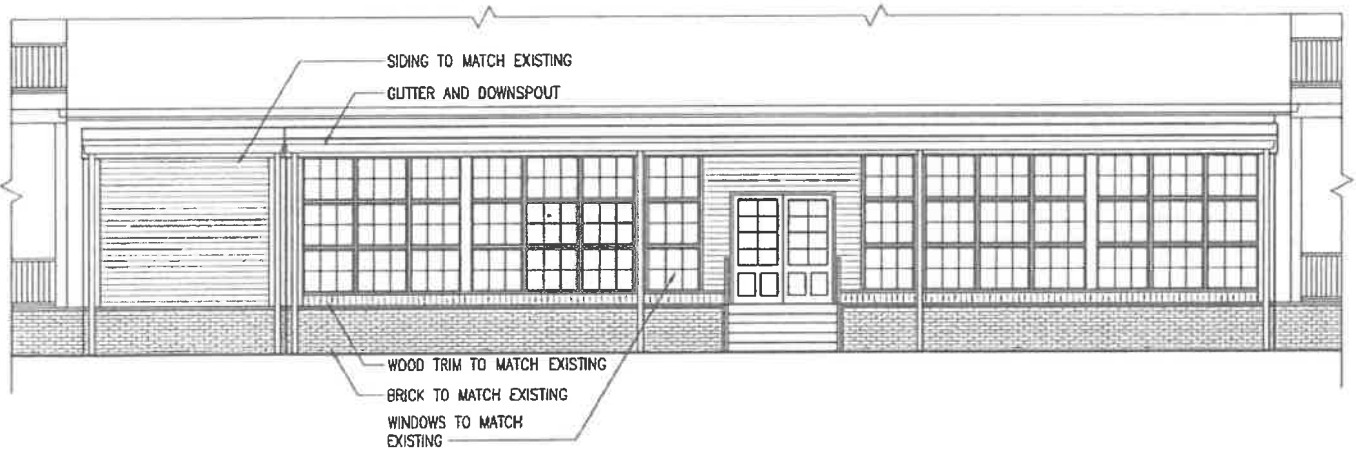 SIDING TO MATCH EXISTING
GUTTER AND DOWNSPOUT
WOOD TRIM TO MATCH EXISTING
BRICK TO MATCH EXISTING
WINDOWS TO MATCH
EXISTING